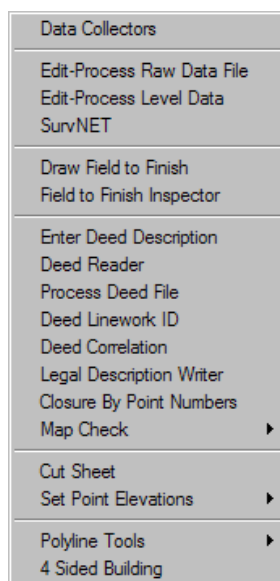 Data Collectors
Edit-Process Raw Data File
Edit-Process Level Data
SurvNET
Draw Field to Finish
Field to Finish Inspector
Enter Deed Description
Deed Reader
Process Deed File
Deed Linework ID
Deed Correlation
Legal Description Writer
Closure By Point Numbers
Map Check
Cut Sheet
Set Point Elevations
Polyline Tools
4 Sided Building